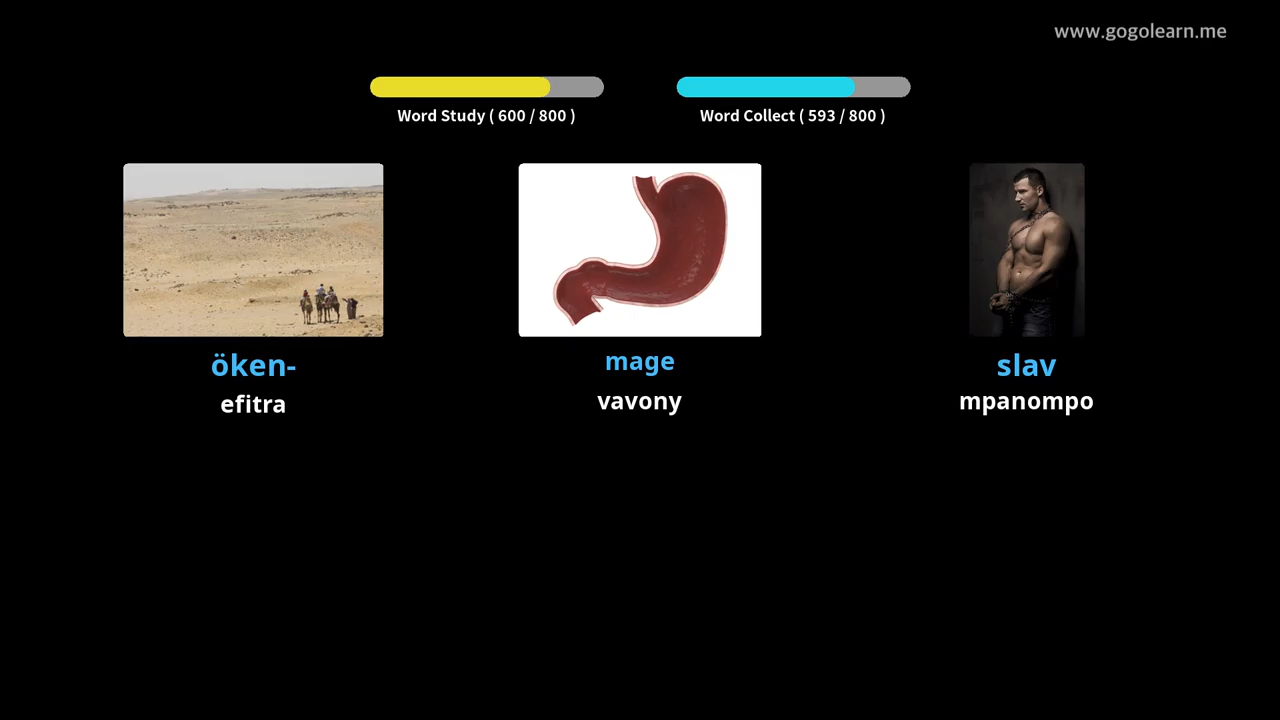 www.gogolearn.me
Word Study ( 600 / 800 )
Word Collect ( 593 / 800 )
öken-
efitra
mage
vavony
slav
mpanompo